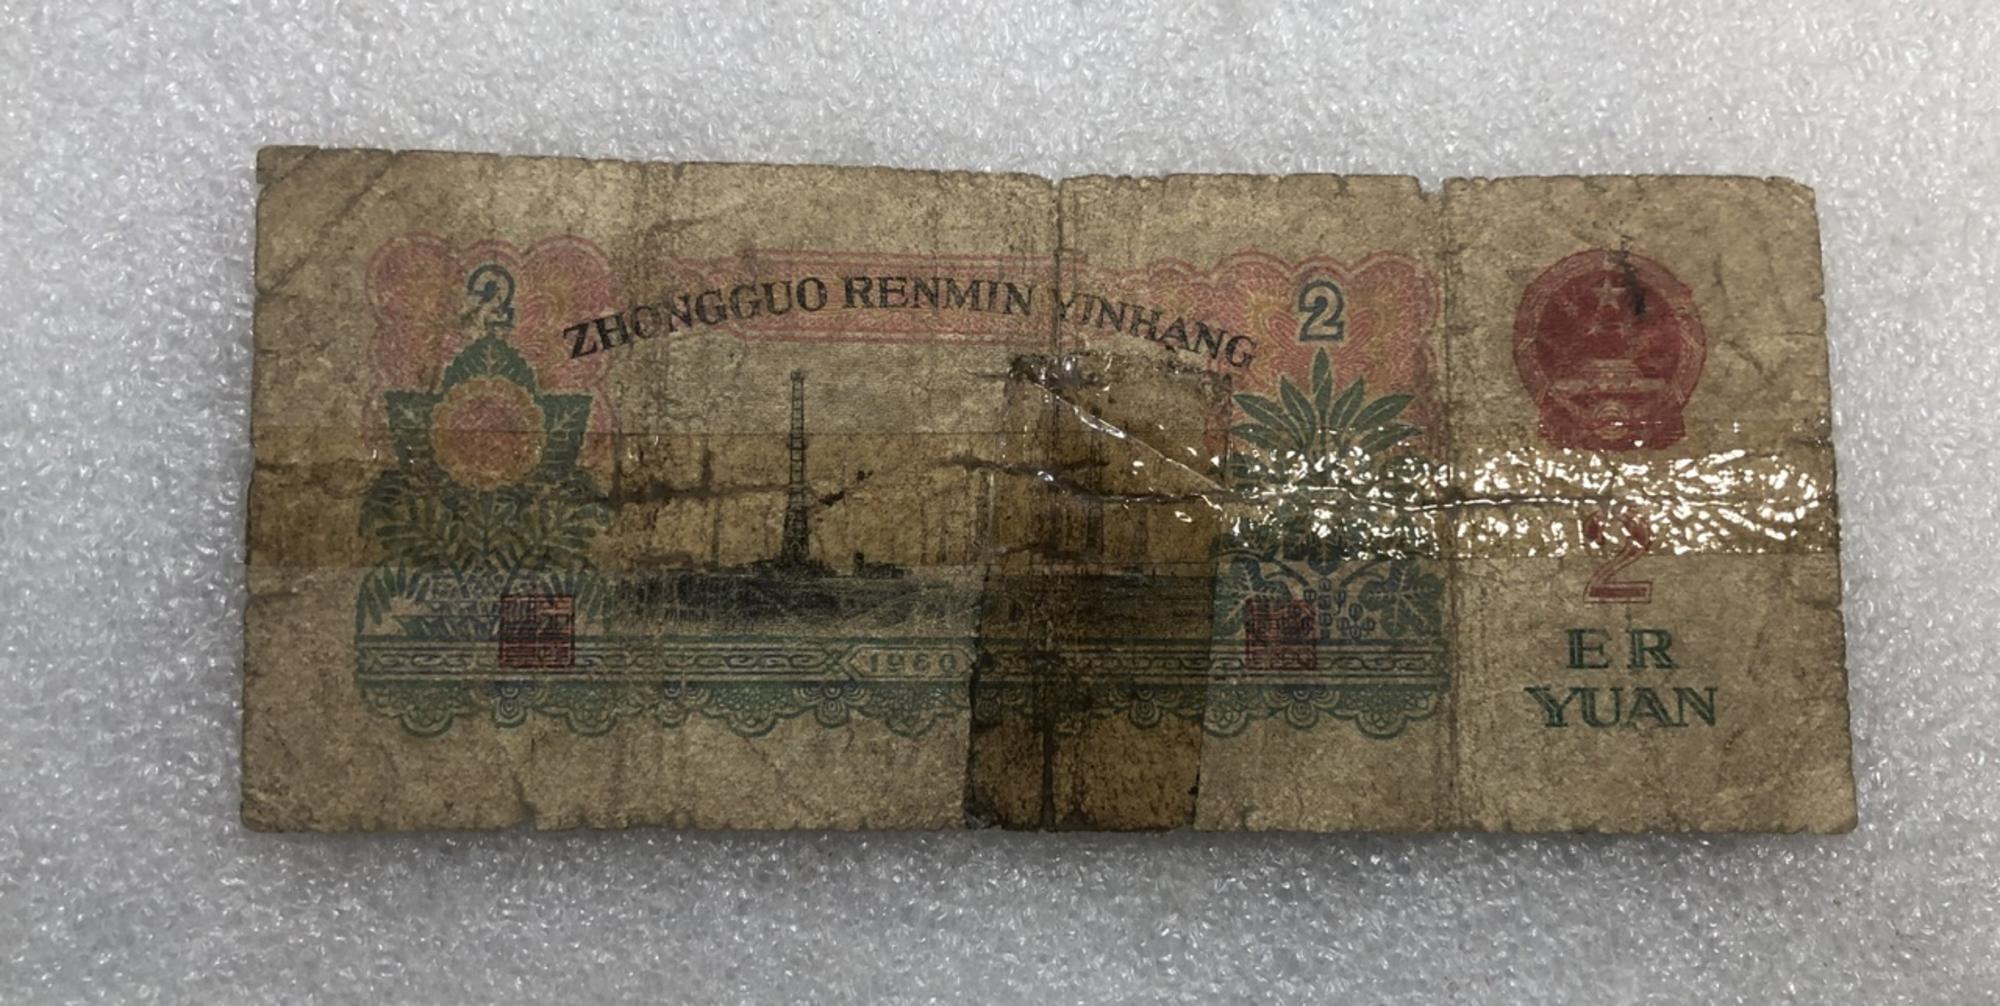 2
ZHONGGUO RENMIN YINHANG
2
1960
2
ER
YUAN